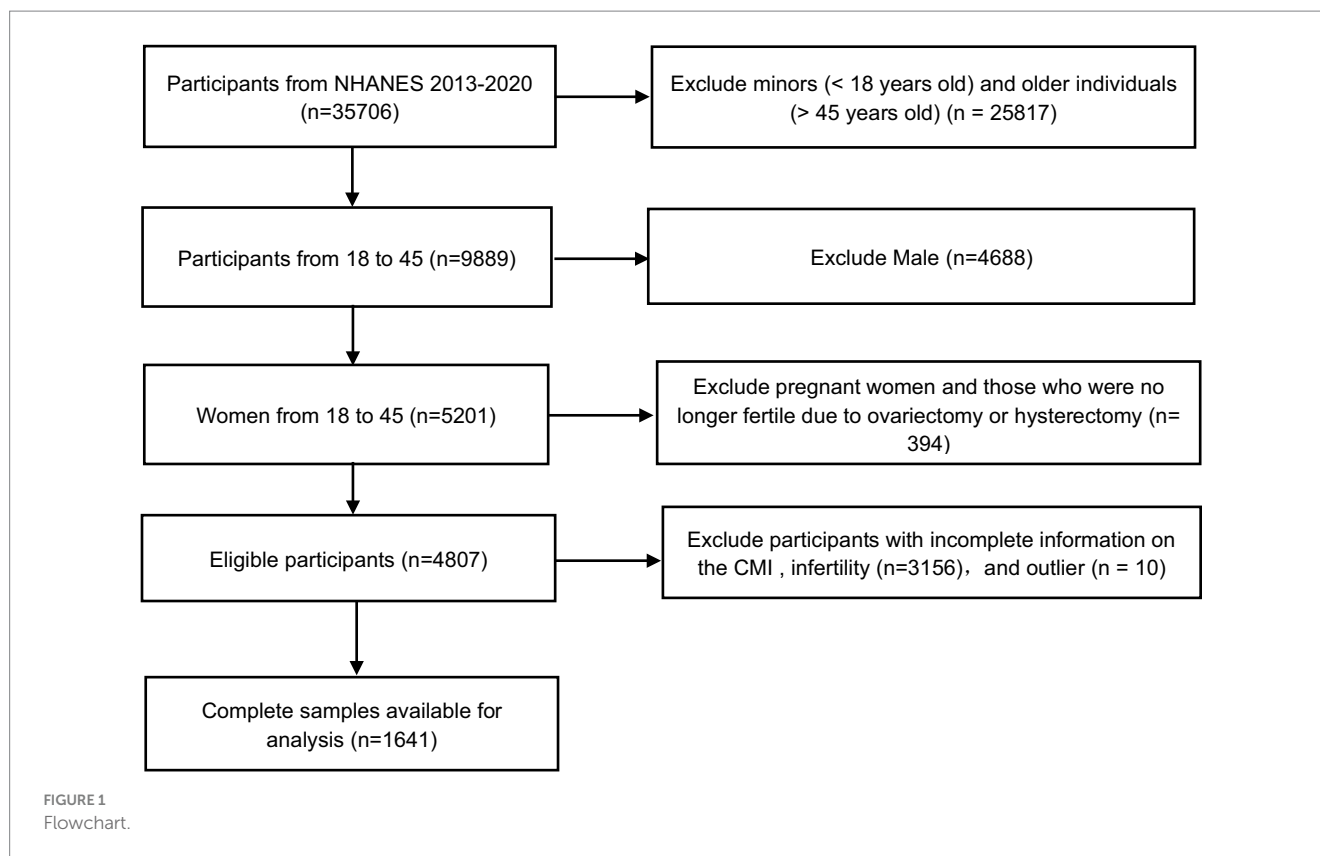 Participants from NHANES 2013-2020
(n=35706)
Exclude minors (< 18 years old) and older individuals
(> 45 years old) (n = 25817)
Participants from 18 to 45 (n=9889)
Exclude Male (n=4688)
Women from 18 to 45 (n=5201)
Exclude pregnant women and those who were no
longer fertile due to ovariectomy or hysterectomy (n=
394)
Eligible participants (n=4807)
Exclude participants with incomplete information on
the CMI , infertility (n=3156)，and outlier (n = 10)
Complete samples available for
analysis (n=1641)
FIGURE 1
Flowchart.